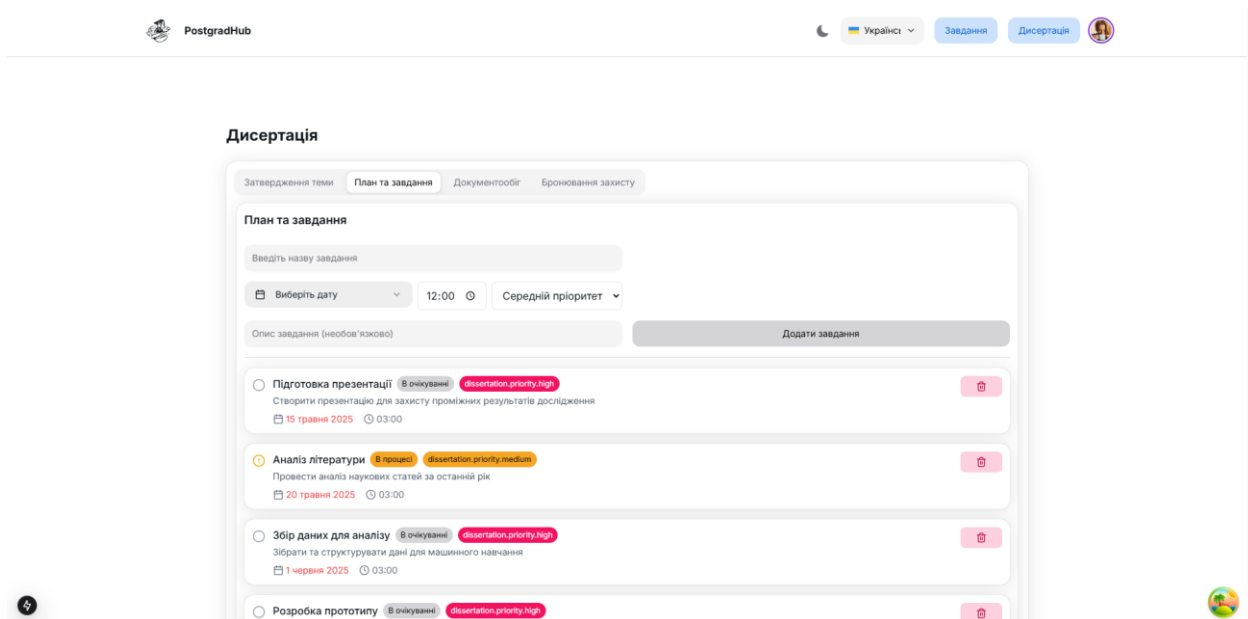 PostgradHub
Українсь
Завдання
Дисертація
Дисертація
Затвердження теми План та завдання Документообіг Бронювання захисту
План та завдання
Введіть назву завдання
Виберіть дату 12:00 Середній пріоритет
Опис завдання (необов'язково) Додати завдання
Підготовка презентації В очікуванні dissertation.priority.high
Створити презентацію для захисту проміжних результатів дослідження
15 травня 2025 03:00
Аналіз літератури В процесі dissertation.priority.medium
Провести аналіз наукових статей за останній рік
20 травня 2025 03:00
Збір даних для аналізу В очікуванні dissertation.priority.high
Зібрати та структурувати дані для машинного навчання
1 червня 2025 03:00
Розробка прототипу В очікуванні dissertation.priority.high